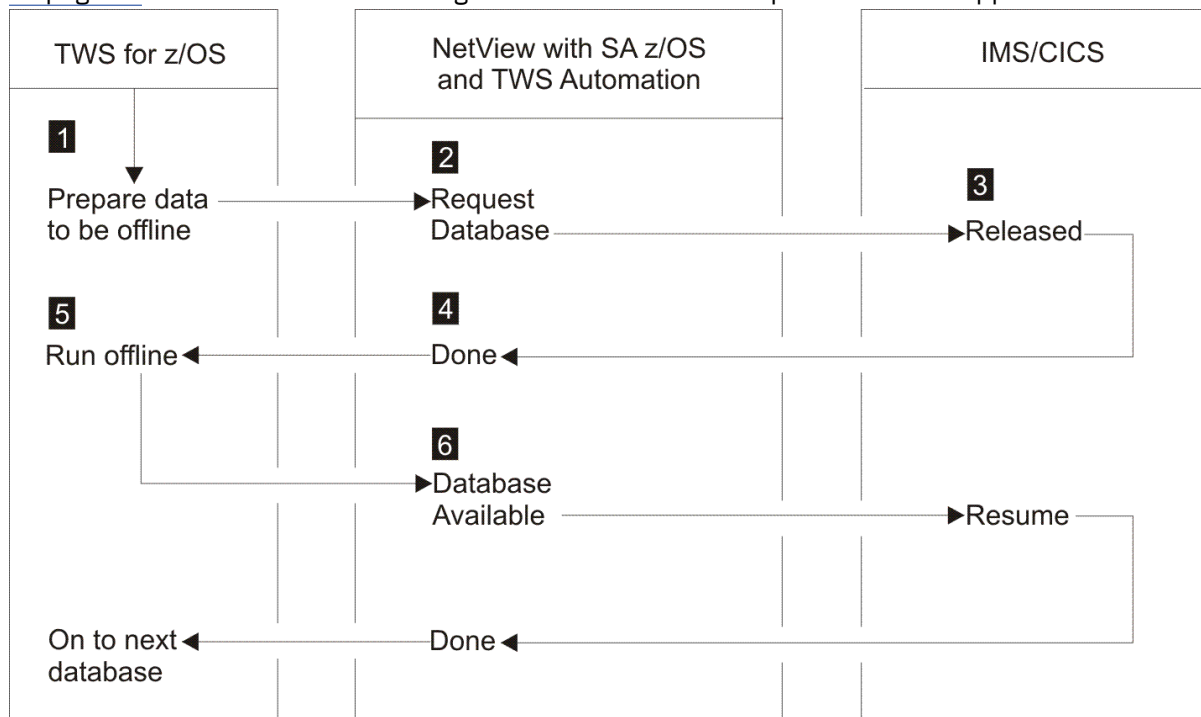 TWS for z/OS
NetView with SA z/OS
and TWS Automation
IMS/CICS
1
Prepare data
to be offline
2
Request
Database
3
Released
5
Run offline
4
Done
6
Database
Available
Resume
On to next
database
Done